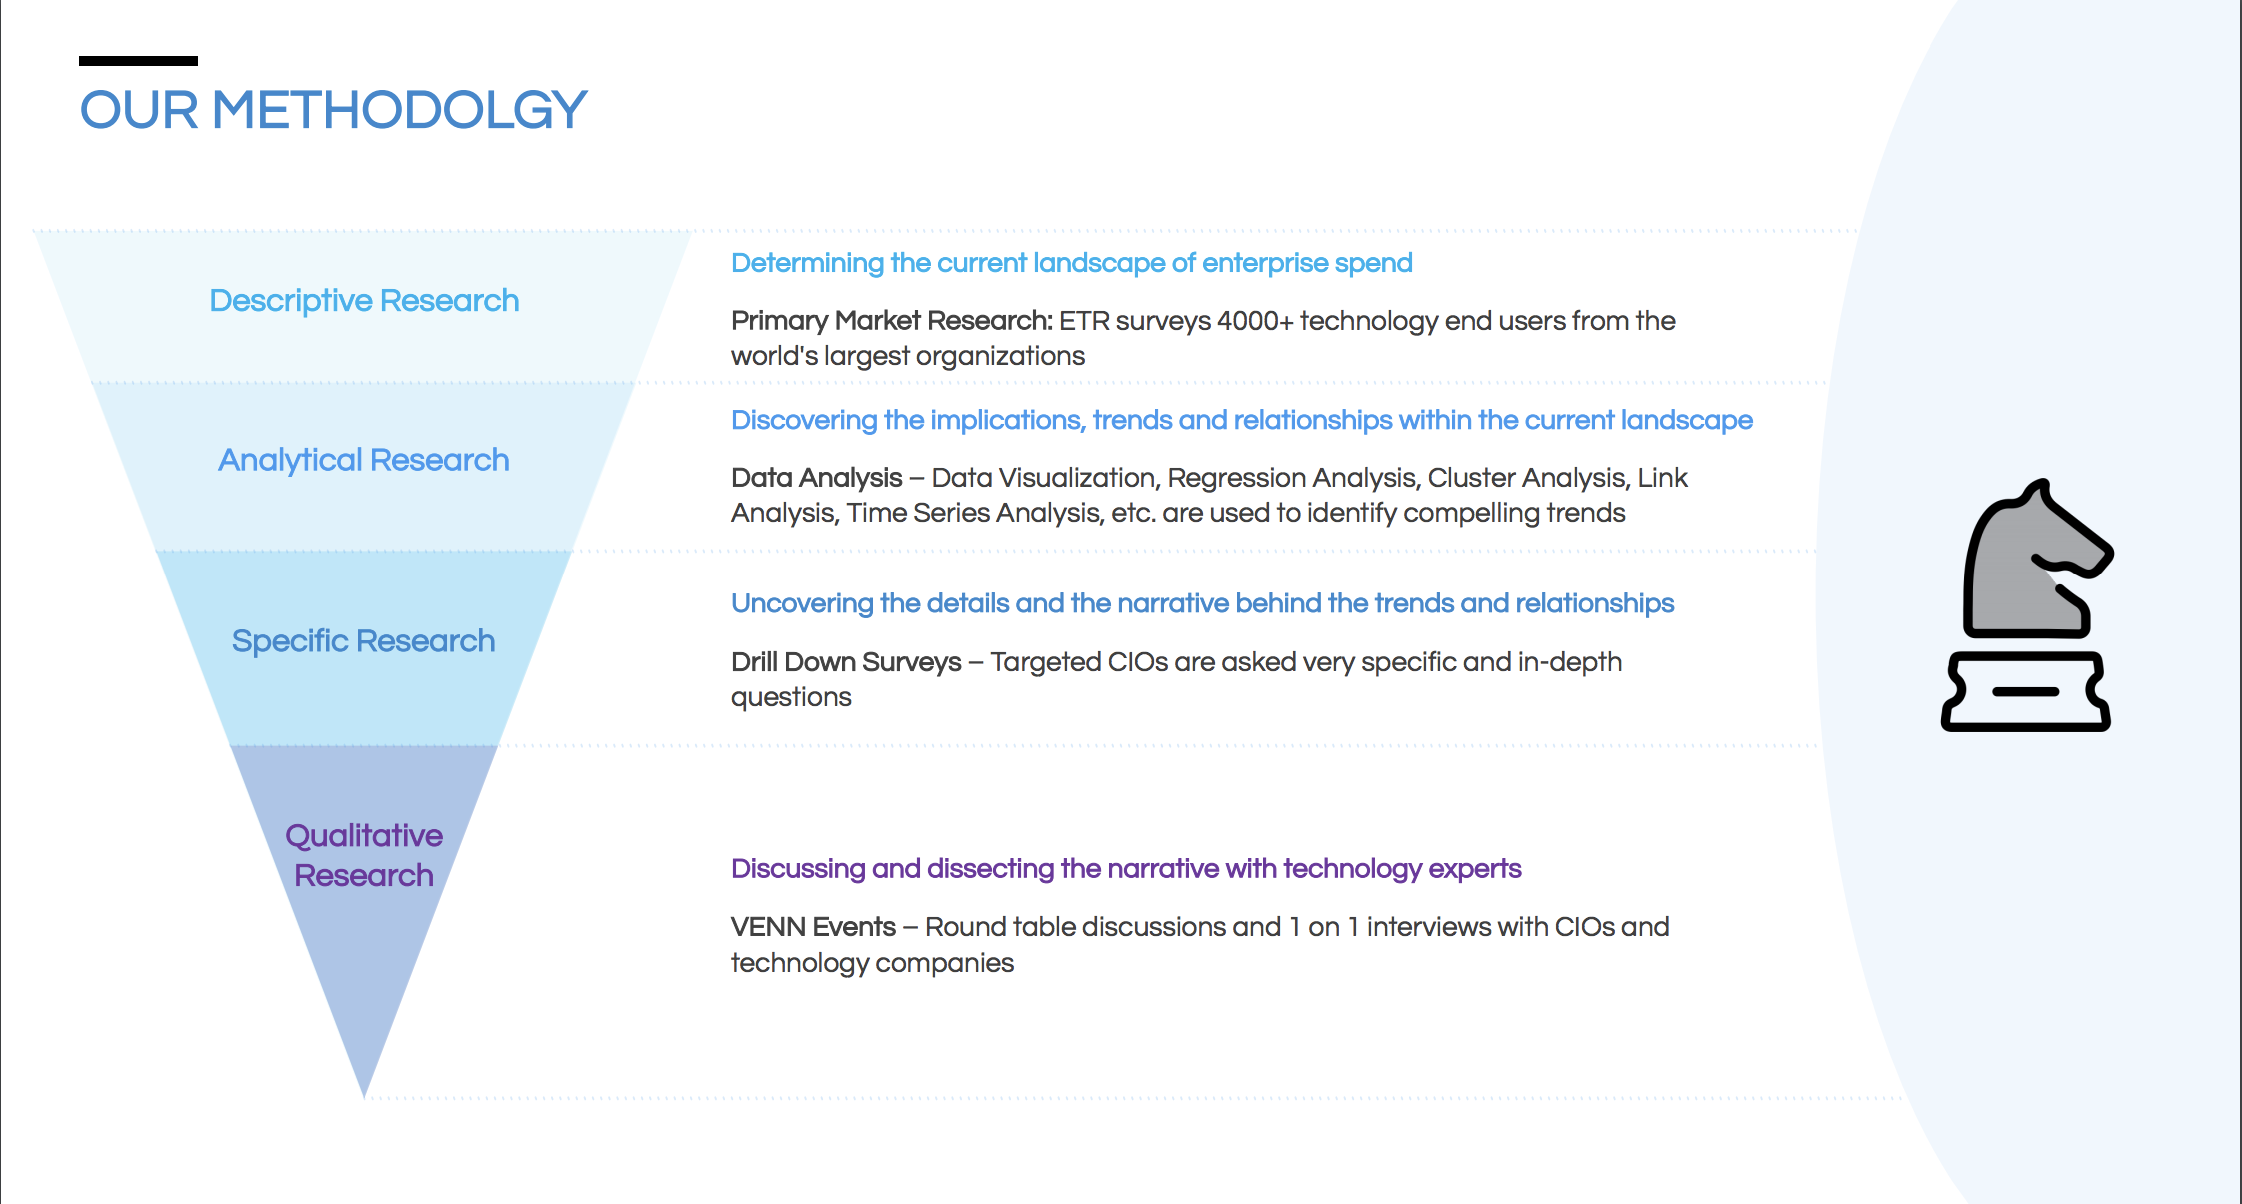 OUR METHODOLGY
Descriptive Research
Determining the current landscape of enterprise spend
Primary Market Research: ETR surveys 4000+ technology end users from the
world's largest organizations
Analytical Research
Discovering the implications, trends and relationships within the current landscape
Data Analysis – Data Visualization, Regression Analysis, Cluster Analysis, Link
Analysis, Time Series Analysis, etc. are used to identify compelling trends
Specific Research
Uncovering the details and the narrative behind the trends and relationships
Drill Down Surveys – Targeted CIOs are asked very specific and in-depth
questions
Qualitative
Research
Discussing and dissecting the narrative with technology experts
VENN Events – Round table discussions and 1 on 1 interviews with CIOs and
technology companies